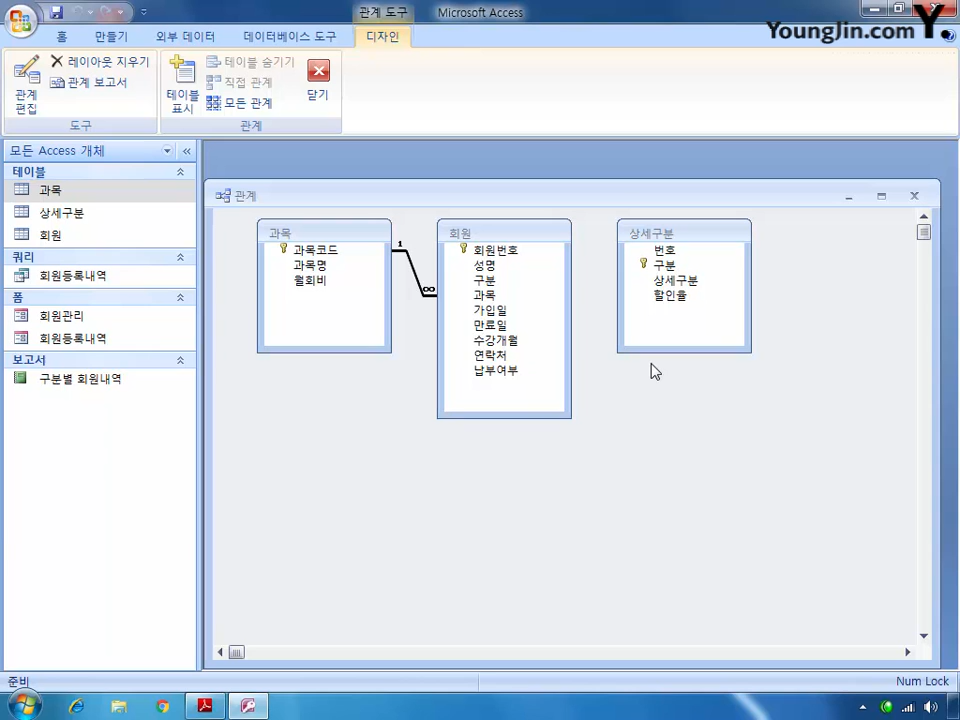 관계 도구
Microsoft Access
YoungJin.com Y
홈
만들기
외부 데이터
데이터베이스 도구
디자인
관계
편집
레이아웃 지우기
관계 보고서
도구
테이블
표시
테이블 숨기기
직접 관계
모든 관계
닫기
관계
모든 Access 개체
테이블
과목
상세구분
회원
쿼리
회원등록내역
폼
회원관리
회원등록내역
보고서
구분별 회원내역
관계
과목
과목코드
과목명
월회비
1
∞
회원
회원번호
성명
구분
과목
가입일
만료일
수강개월
연락처
납부여부
상세구분
번호
구분
상세구분
할인율
준비
Num Lock